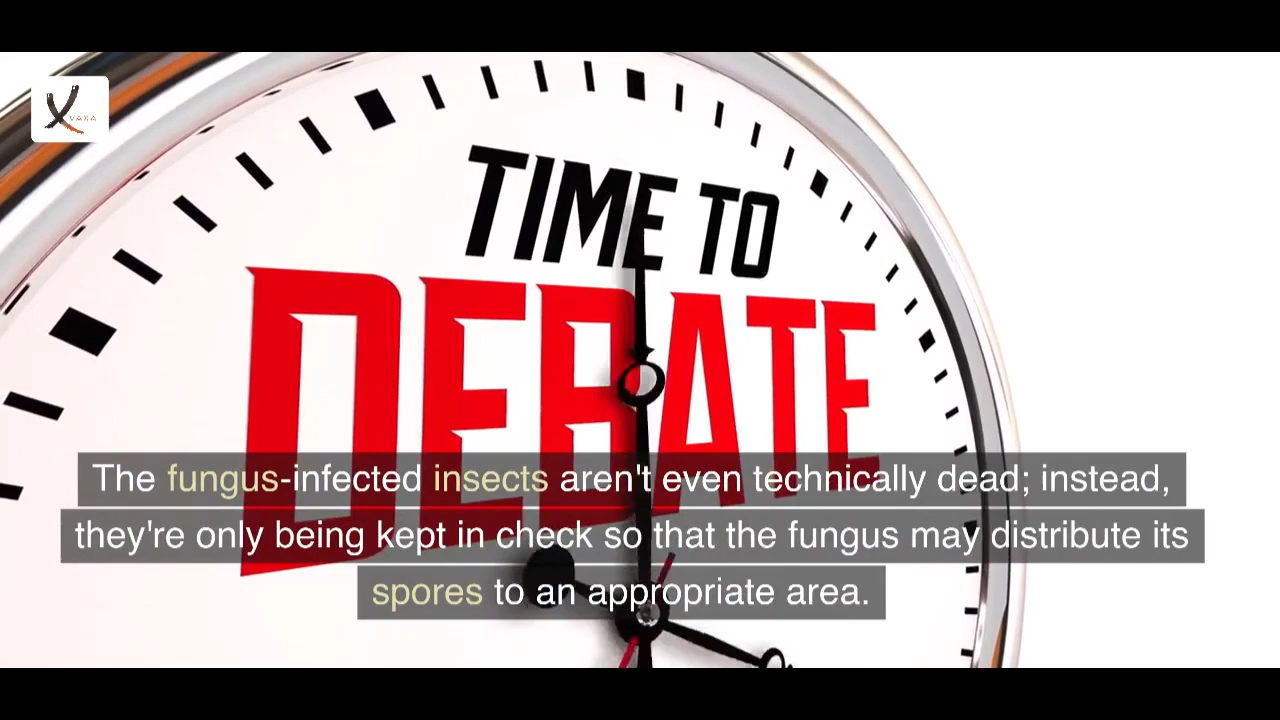 VAXA
TIME TO
DEBATE
The fungus-infected insects aren't even technically dead; instead,
they're only being kept in check so that the fungus may distribute its
spores to an appropriate area.